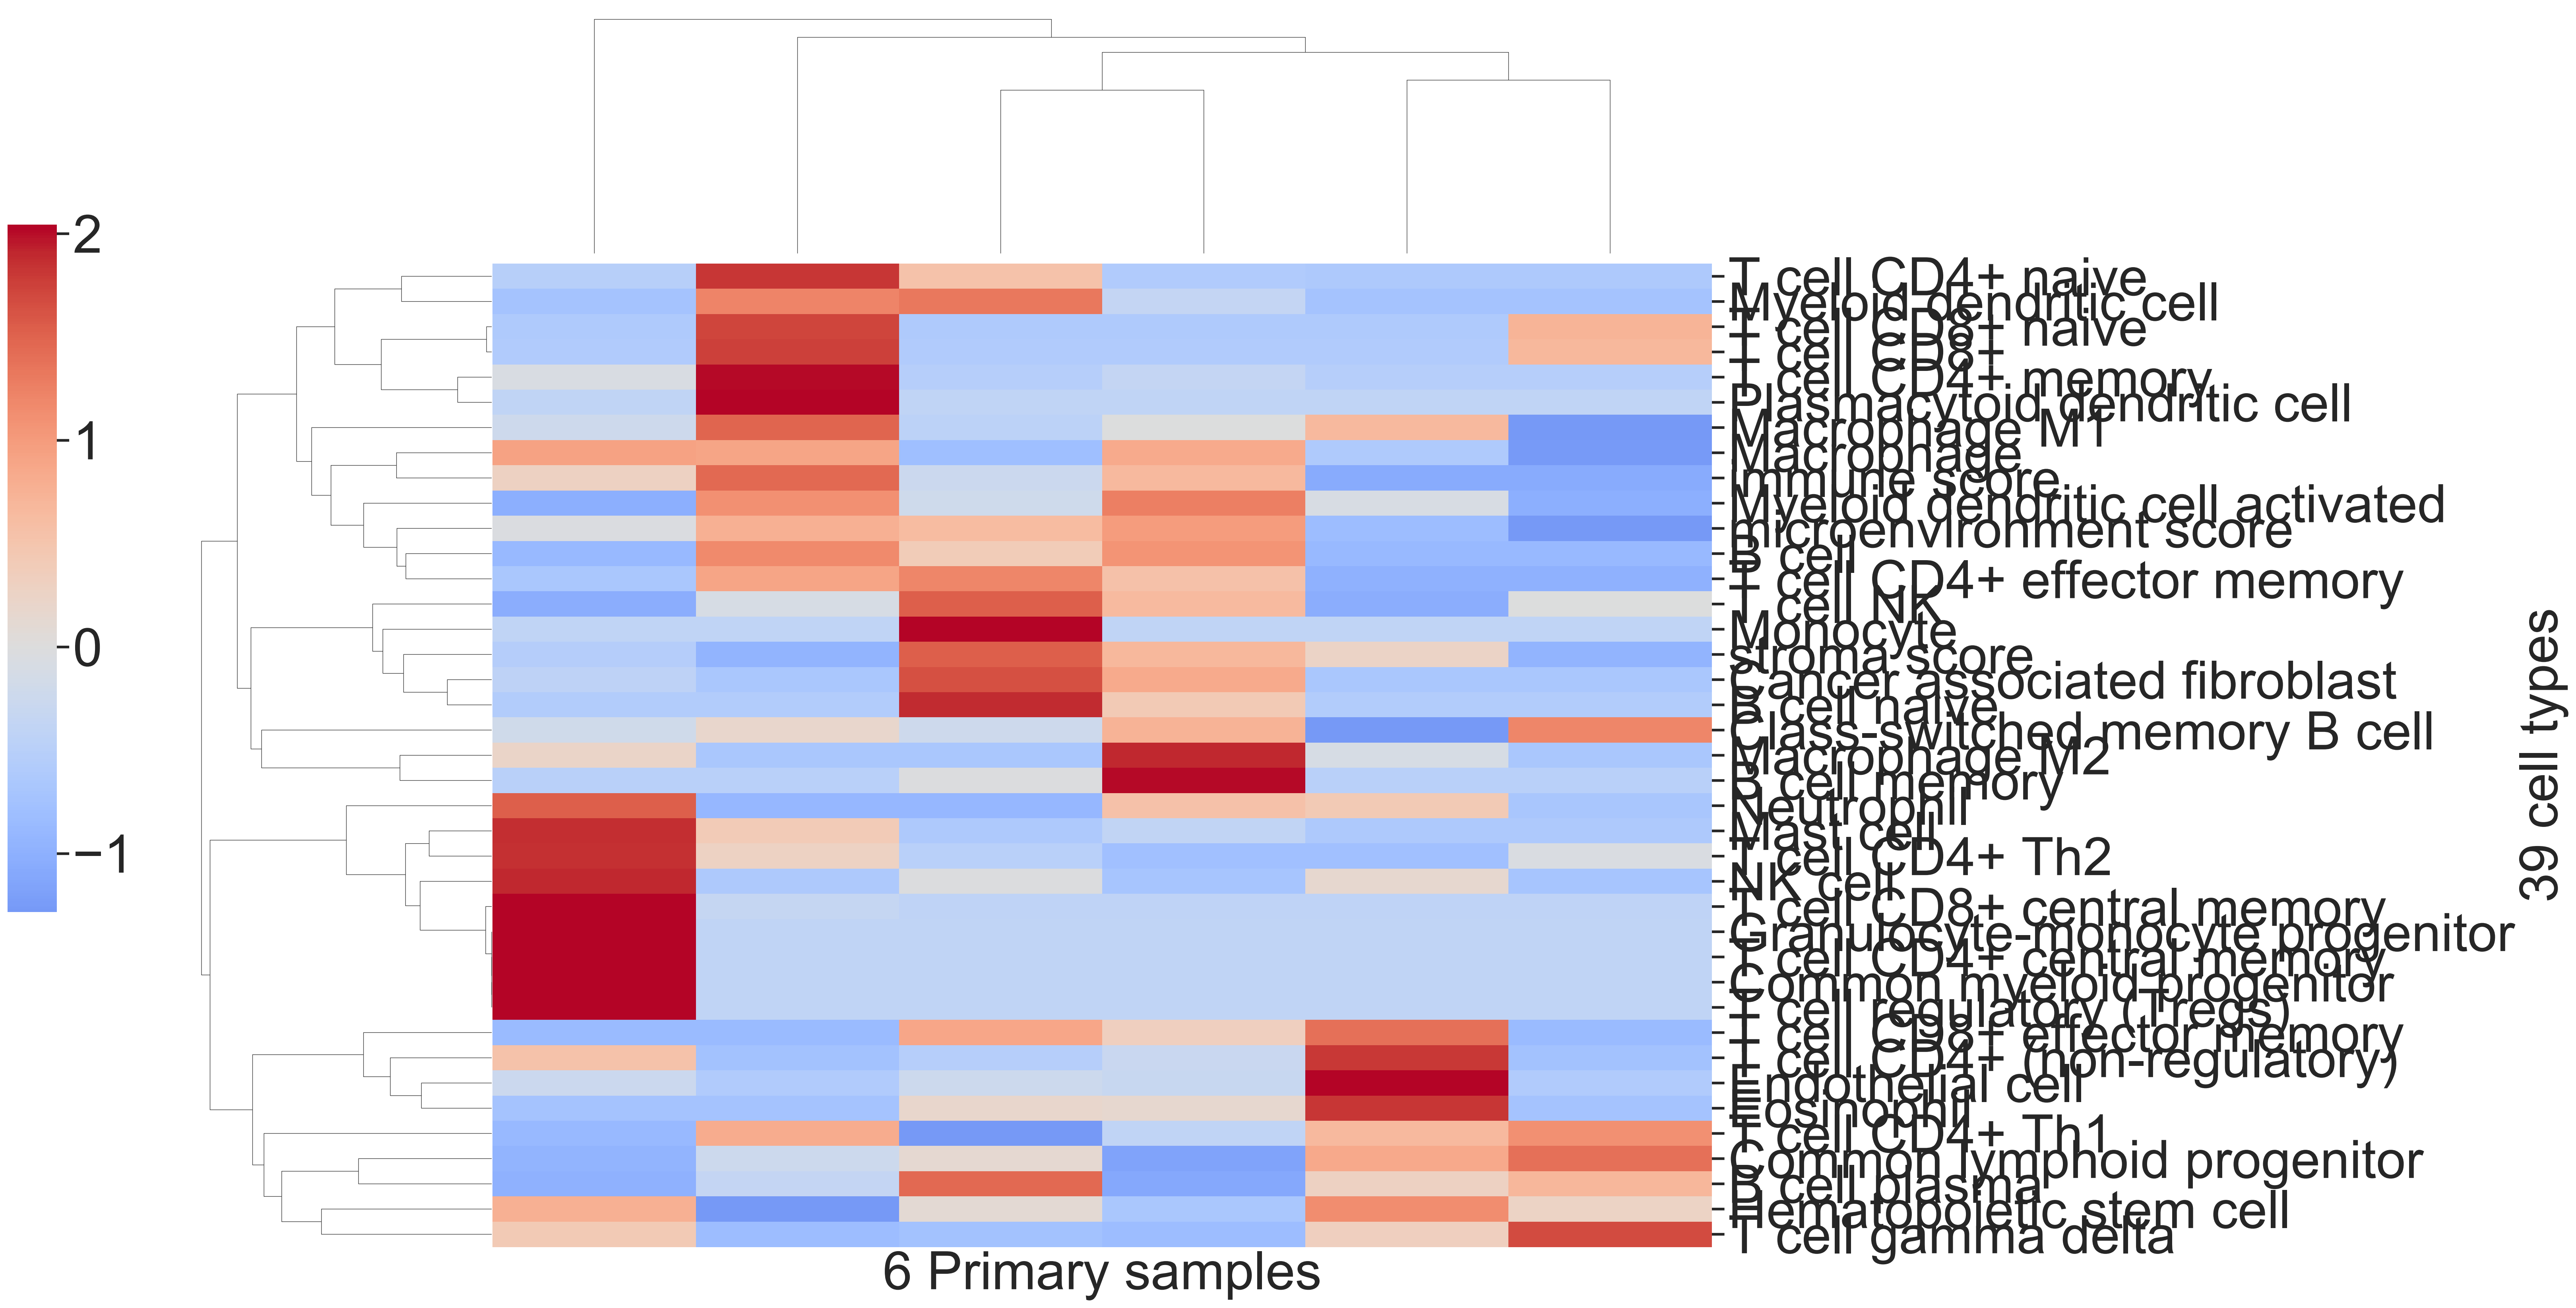 2
1
0
−1
T cell CD4+ naive
Myeloid dendritic cell
T cell CD8+ naive
T cell CD8+
T cell CD4+ memory
Plasmacytoid dendritic cell
Macrophage M1
Macrophage
immune score
Myeloid dendritic cell activated
microenvironment score
B cell
T cell CD4+ effector memory
T cell NK
Monocyte
stroma score
Cancer associated fibroblast
B cell naive
Class-switched memory B cell
Macrophage M2
B cell memory
Neutrophil
Mast cell
T cell CD4+ Th2
NK cell
T cell CD8+ central memory
Granulocyte-monocyte progenitor
T cell CD4+ central memory
Common myeloid progenitor
T cell regulatory (Tregs)
T cell CD8+ effector memory
T cell CD4+ (non-regulatory)
Endothelial cell
Eosinophil
T cell CD4+ Th1
Common lymphoid progenitor
B cell plasma
Hematopoietic stem cell
T cell gamma delta
39 cell types
6 Primary samples